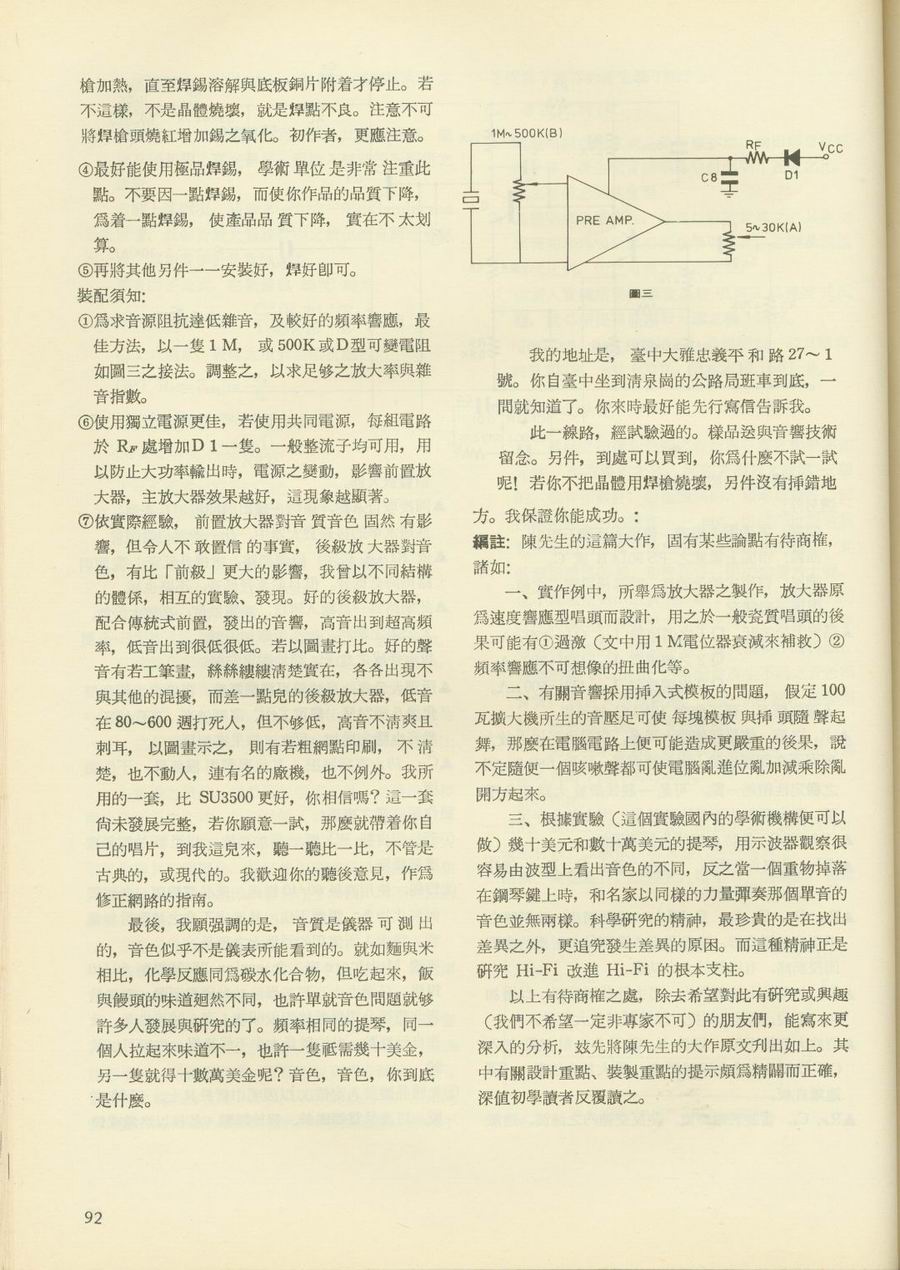 槍加熱，直至焊錫溶解與底板銅片附着才停止。若
不這樣，不是晶體燒壞，就是焊點不良。注意不可
將焊槍頭燒紅增加錫之氧化。初作者，更應注意。
④最好能使用極品焊錫，學術單位是非常注重此
點。不要因一點焊錫，而使你作品的品質下降，
爲着一點焊錫，使產品品質下降，實在不太划
算。
⑤再將其他另件一一安裝好，焊好卽可。
裝配須知：
①爲求音源阻抗達低雜音，及較好的頻率響應，最
佳方法，以一隻1M，或500K或D型可變電阻
如圖三之接法。調整之，以求足够之放大率與雜
音指數。
⑥使用獨立電源更佳，若使用共同電源，每組電路
於 RF 處增加D1一隻。一般整流子均可用，用
以防止大功率輸出時，電源之變動，影響前置放
大器，主放大器效果越好，這現象越顯著。
⑦依實際經驗，前置放大器對音質音色固然有影
響，但令人不敢置信的事實，後級放大器對音
色，有比「前級」更大的影響，我曾以不同結構
的體係，相互的實驗、發現。好的後級放大器，
配合傳統式前置，發出的音響，高音出到超高頻
率，低音出到很低很低。若以圖畫打比。好的聲
音有若工筆畫，絲絲縷縷淸楚實在，各各出現不
與其他的混擾，而差一點兒的後級放大器，低音
在80～600週打死人，但不够低，高音不淸爽且
刺耳，以圖畫示之，則有若粗網點印刷，不淸
楚，也不動人，連有名的廠機，也不例外。我所
用的一套，比 SU3500 更好，你相信嗎？這一套
尙未發展完整，若你願意一試，那麽就帶着你自
己的唱片，到我這兒來，聽一聽比一比，不管是
古典的，或現代的。我歡迎你的聽後意見，作爲
修正網路的指南。
最後，我願强調的是，音質是儀器可測出
的，音色似乎不是儀表所能看到的。就如麵與米
相比，化學反應同爲碳水化合物，但吃起來，飯
與饅頭的味道廻然不同，也許單就音色問題就够
許多人發展與研究的了。頻率相同的提琴，同一
個人拉起來味道不一，也許一隻祗需幾十美金，
另一隻就得十數萬美金呢？音色，音色，你到底
是什麽。
1M～500K(B)
RF
VCC
C8
D1
PRE AMP.
5～30K(A)
圖三
我的地址是，臺中大雅忠義平和路27～1
號。你自臺中坐到淸泉崗的公路局班車到底，一
問就知道了。你來時最好能先行寫信告訴我。
此一線路，經試驗過的。樣品送與音響技術
留念。另件，到處可以買到，你爲什麽不試一試
呢！若你不把晶體用焊槍燒壞，另件沒有揷錯地
方。我保證你能成功。：
編註：陳先生的這篇大作，固有某些論點有待商榷，
諸如：
一、實作例中，所舉爲放大器之製作，放大器原
爲速度響應型唱頭而設計，用之於一般瓷質唱頭的後
果可能有①過激（文中用1M電位器衰減來補救）②
頻率響應不可想像的扭曲化等。
二、有關音響採用揷入式模板的問題，假定100
瓦擴大機所生的音壓足可使每塊模板與揷頭隨聲起
舞，那麽在電腦電路上便可能造成更嚴重的後果，說
不定隨便一個咳嗽聲都可使電腦亂進位亂加減乘除亂
開方起來。
三、根據實驗（這個實驗國內的學術機構便可以
做）幾十美元和數十萬美元的提琴，用示波器觀察很
容易由波型上看出音色的不同，反之當一個重物掉落
在鋼琴鍵上時，和名家以同樣的力量彈奏那個單音的
音色並無兩樣。科學研究的精神，最珍貴的是在找出
差異之外，更追究發生差異的原因。而這種精神正是
研究 Hi-Fi 改進 Hi-Fi 的根本支柱。
以上有待商榷之處，除去希望對此有研究或興趣
（我們不希望一定非專家不可）的朋友們，能寫來更
深入的分析，玆先將陳先生的大作原文刋出如上。其
中有關設計重點、裝製重點的提示頗爲精闢而正確，
深值初學讀者反覆讀之。
92